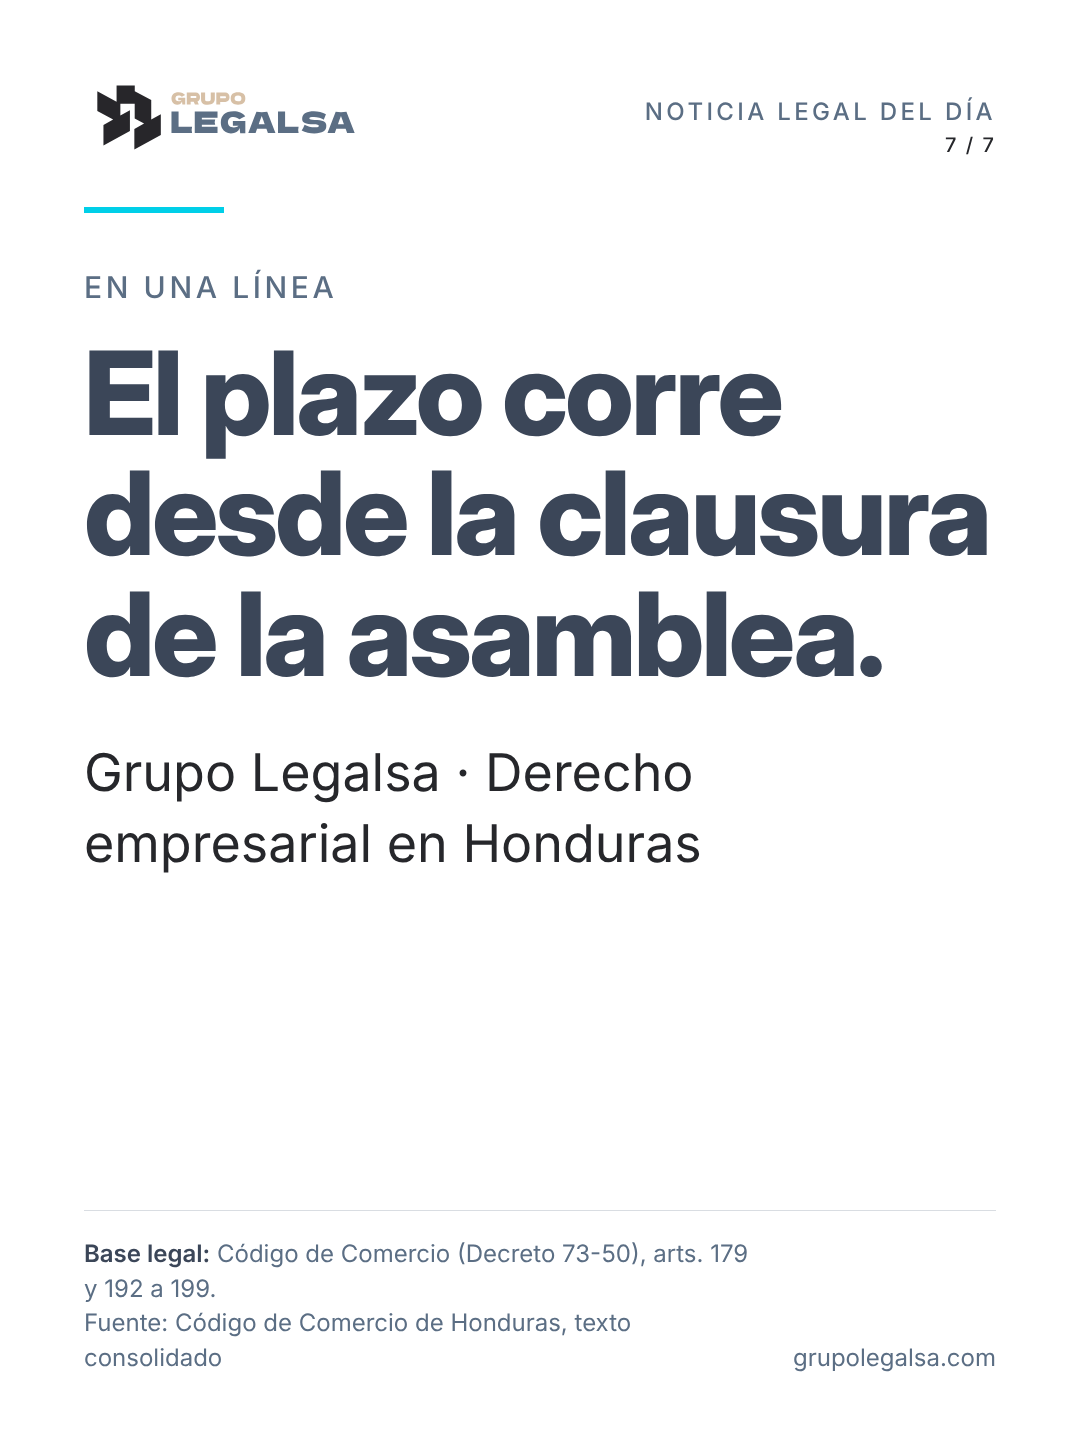 GRUPO
LEGALSA
NOTICIA LEGAL DEL DÍA
7 / 7
EN UNA LÍNEA
El plazo corre
desde la clausura
de la asamblea.
Grupo Legalsa · Derecho
empresarial en Honduras
Base legal: Código de Comercio (Decreto 73-50), arts. 179
y 192 a 199.
Fuente: Código de Comercio de Honduras, texto
consolidado
grupolegalsa.com